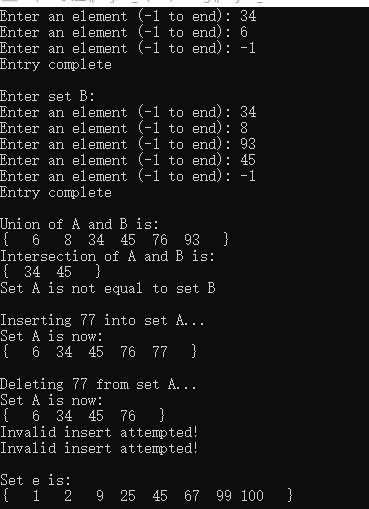 Enter an element (-1 to end): 34
Enter an element (-1 to end): 6
Enter an element (-1 to end): -1
Entry complete
Enter set B:
Enter an element (-1 to end): 34
Enter an element (-1 to end): 8
Enter an element (-1 to end): 93
Enter an element (-1 to end): 45
Enter an element (-1 to end): -1
Entry complete
Union of A and B is:
{   6   8  34  45  76  93   }
Intersection of A and B is:
{  34  45   }
Set A is not equal to set B
Inserting 77 into set A...
Set A is now:
{   6  34  45  76  77   }
Deleting 77 from set A...
Set A is now:
{   6  34  45  76   }
Invalid insert attempted!
Invalid insert attempted!
Set e is:
{   1   2   9  25  45  67  99 100   }